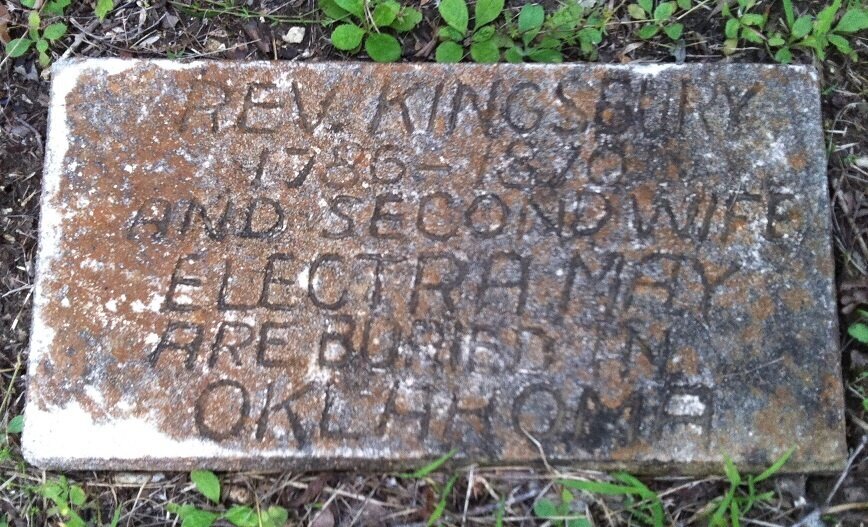 REV. KINGSBURY
1786-1870
AND SECOND WIFE
ELECTRA MAY
ARE BURIED IN
OKLAHOMA